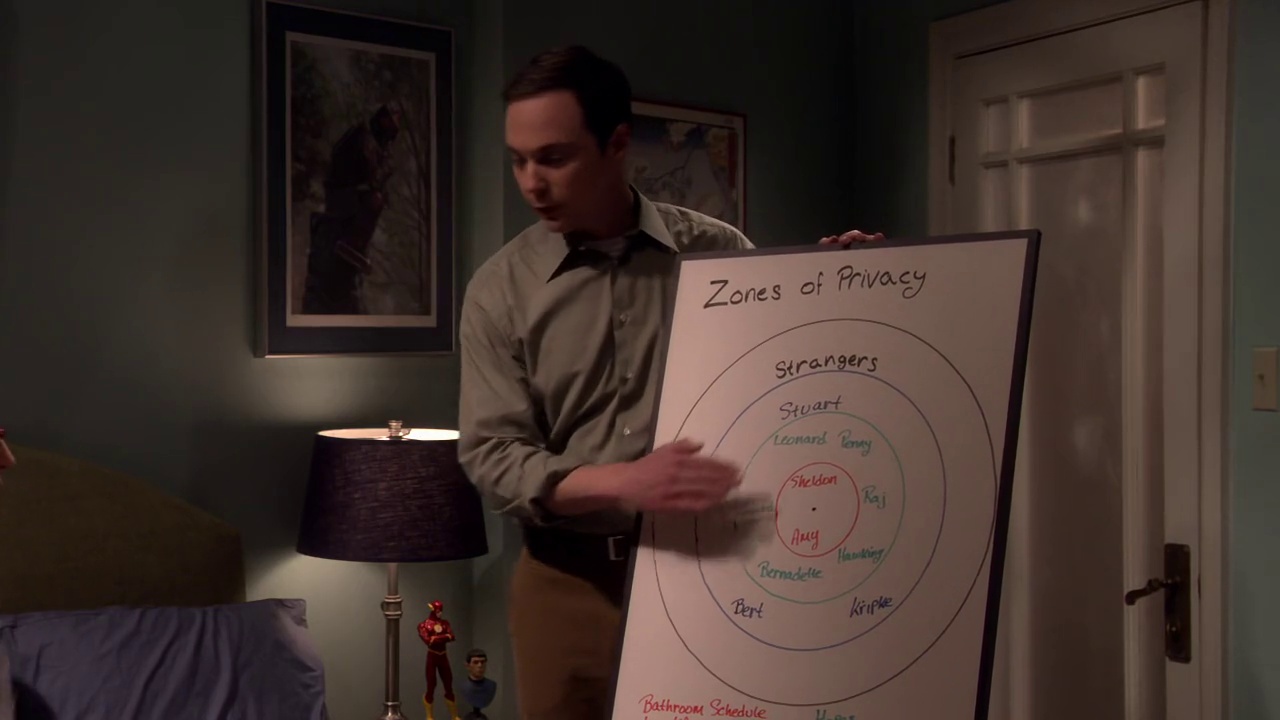 Zones of Privacy
Strangers
Stuart
Leonard Penny
Sheldon
Raj
Amy
Hawking
Bernadette
Bert Kripke
Bathroom Schedule